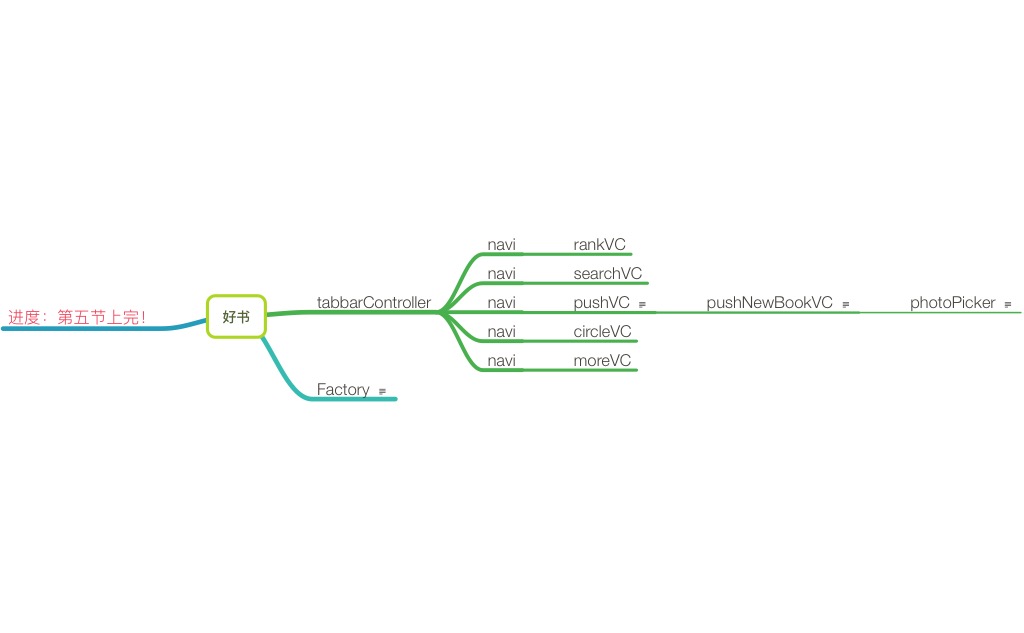 进度：第五节上完！
好书
tabbarController
navi
rankVC
navi
searchVC
navi
pushVC
pushNewBookVC
photoPicker
navi
circleVC
navi
moreVC
Factory